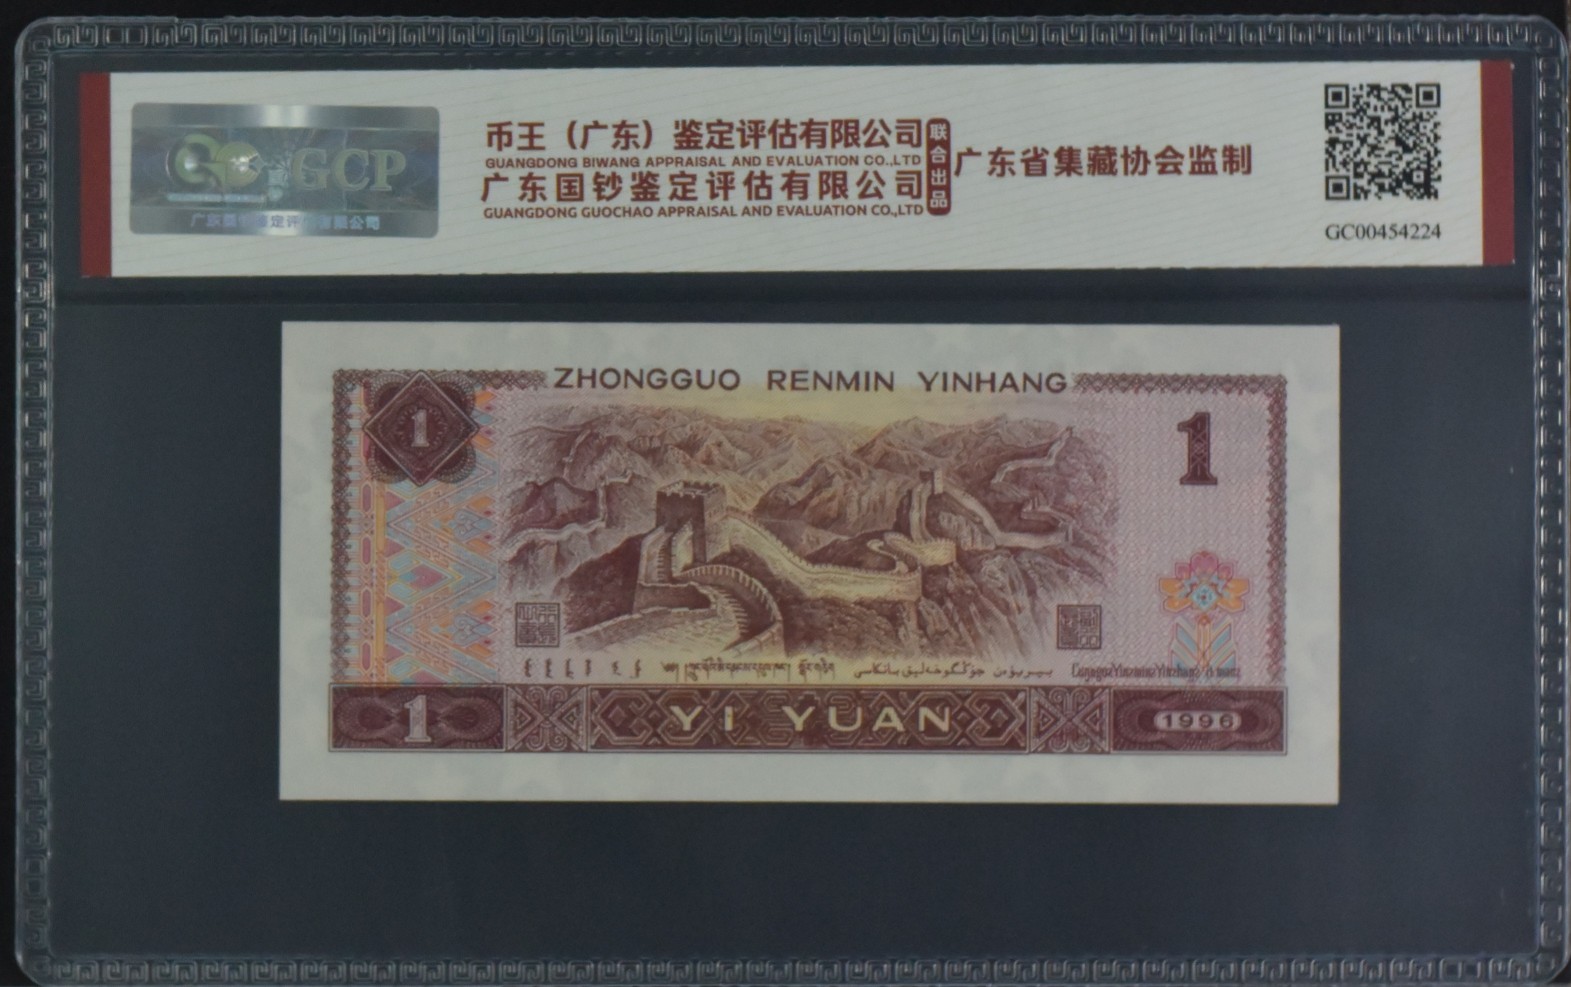 GCP
币王（广东）鉴定评估有限公司
GUANGDONG BIWANG APPRAISAL AND EVALUATION CO.,LTD
广东国钞鉴定评估有限公司
GUANGDONG GUOCHAO APPRAISAL AND EVALUATION CO.,LTD
联合出品
广东省集藏协会监制
GC00454224
ZHONGGUO RENMIN YINHANG
1
1
1
YI YUAN
1996